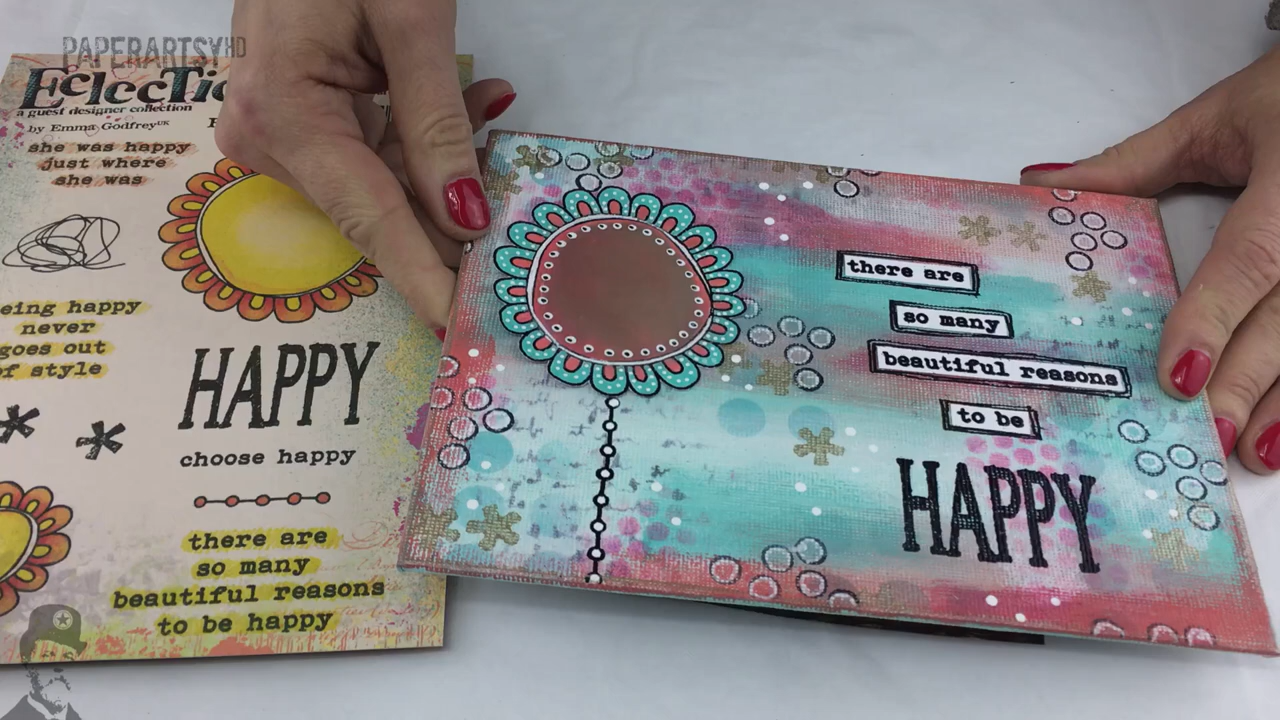 PAPERARTSYHD
Eclectic
a guest designer collection
by Emma Godfrey UK
she was happy
just where
she was
eing happy
never
goes out
of style
HAPPY
choose happy
there are
so many
beautiful reasons
to be happy
there are
so many
beautiful reasons
to be
HAPPY